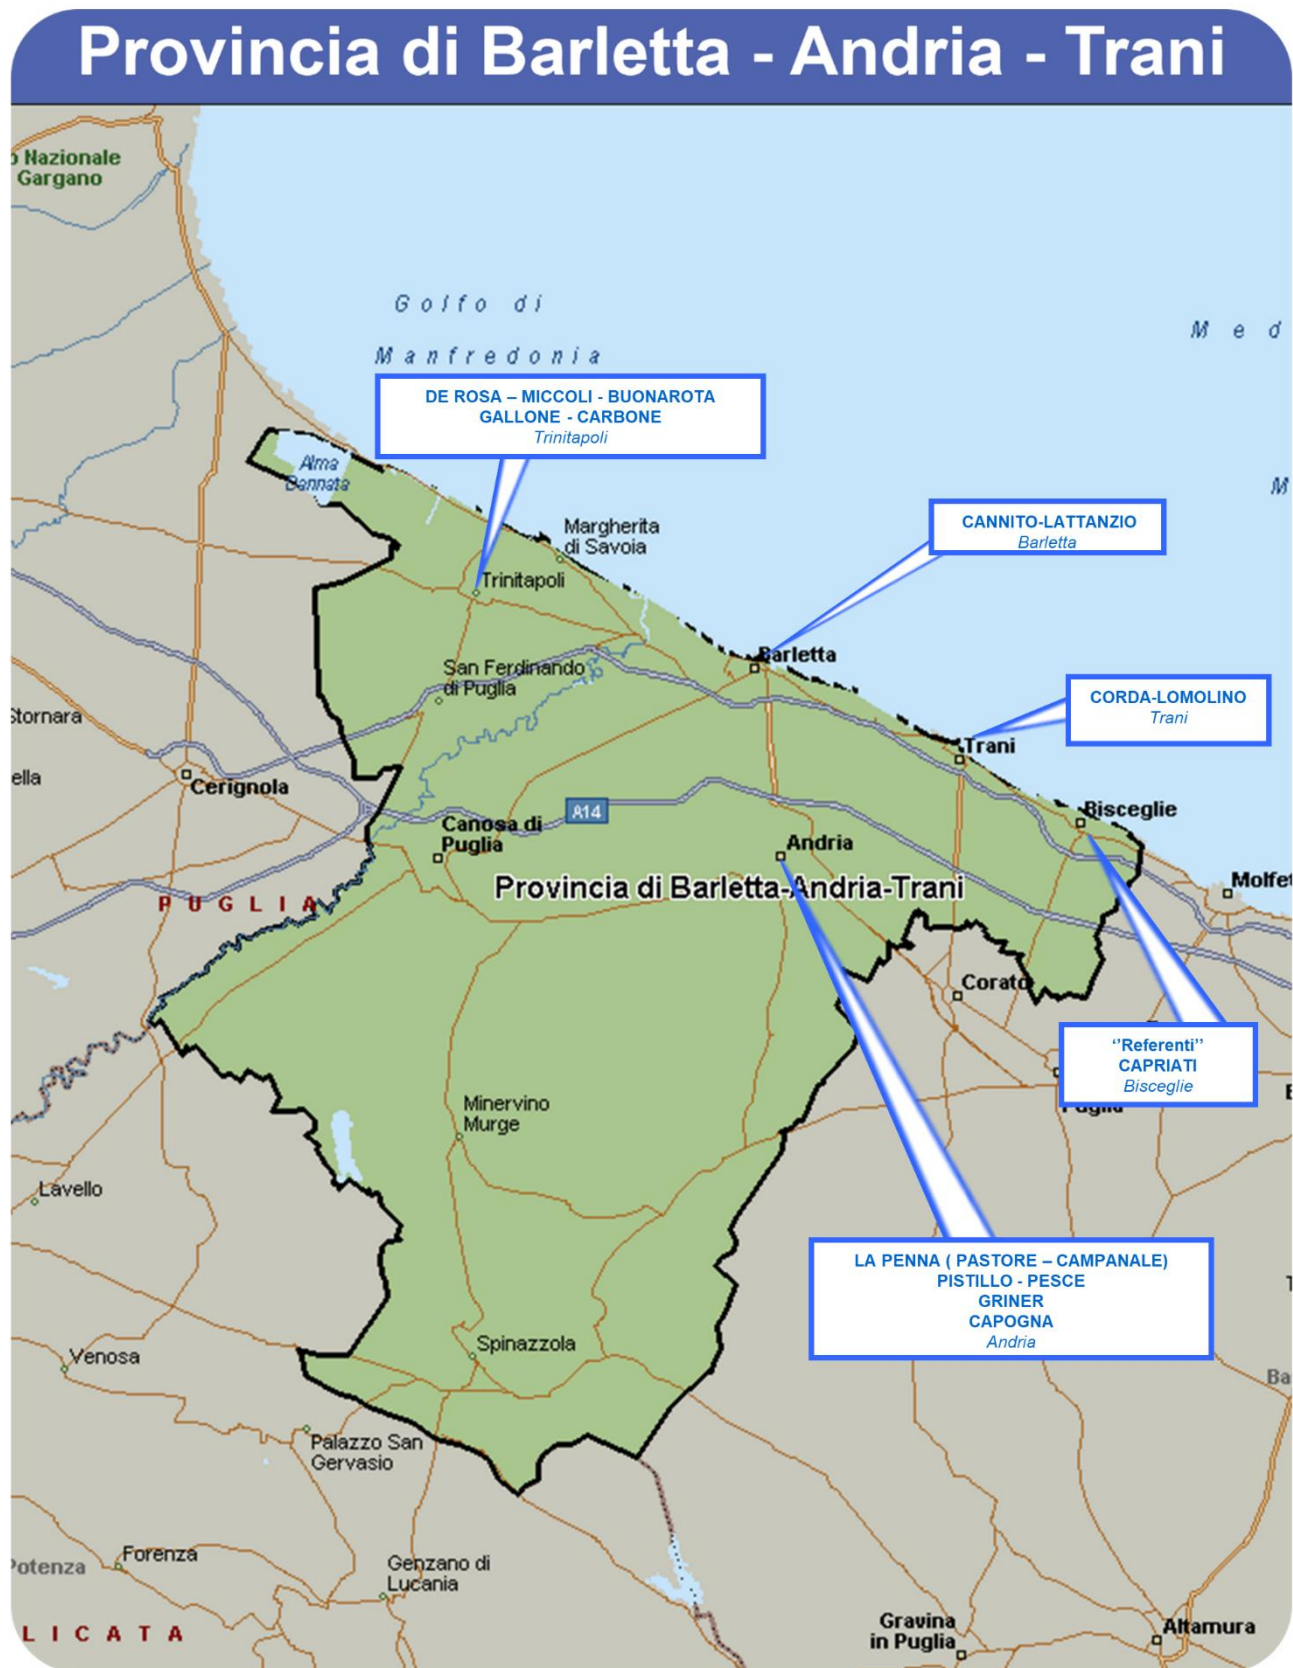 Provincia di Barletta - Andria - Trani
o Nazionale
Gargano
Golfo di
Manfredonia
Med
DE ROSA – MICCOLI - BUONAROTA
GALLONE - CARBONE
Trinitapoli
Alma
Dannata
M
CANNITO-LATTANZIO
Barletta
Margherita
di Savoia
Trinitapoli
Barletta
San Ferdinando
di Puglia
CORDA-LOMOLINO
Trani
Stornara
Trani
ella
Cerignola
A14
Bisceglie
Canosa di
Puglia
Andria
Molfet
Provincia di Barletta-Andria-Trani
PUGLIA
Corato
‘’Referenti’’
CAPRIATI
Bisceglie
Puglia
Minervino
Murge
Lavello
LA PENNA ( PASTORE – CAMPANALE)
PISTILLO - PESCE
GRINER
CAPOGNA
Andria
Spinazzola
Venosa
Ba
Palazzo San
Gervasio
Potenza
Forenza
Genzano di
Lucania
LICATA
Gravina
in Puglia
Altamura